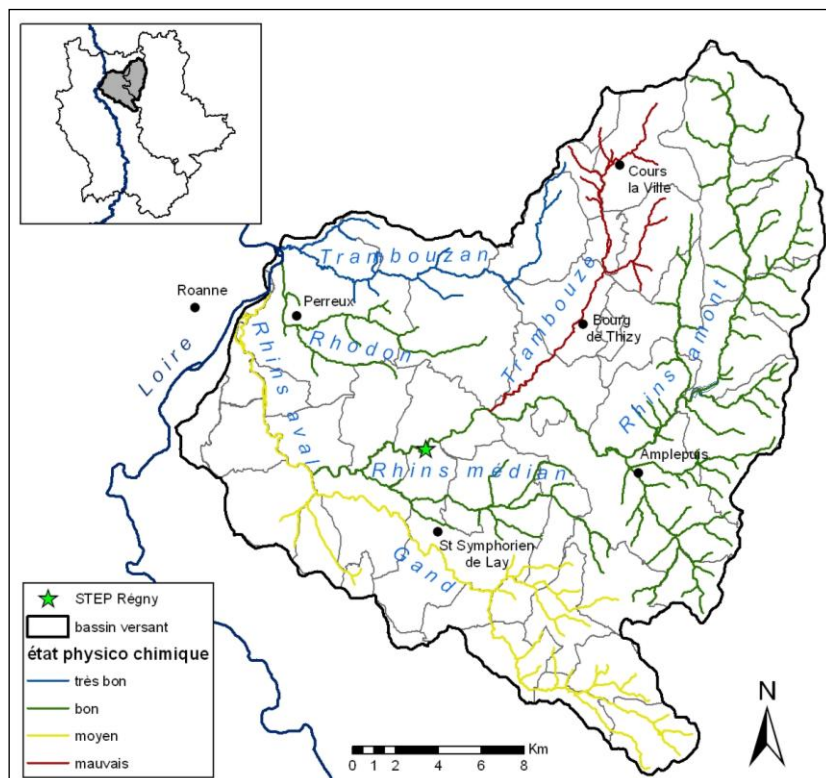 Cours
la Ville
Trambouzan
Roanne
Perreux
Trambouze
Bourg
de Thizy
Rhins amont
Loire
Rhodon
Rhins aval
Rhins médian
Amplepuis
St Symphorien
de Lay
Gand
STEP Régny
bassin versant
état physico chimique
très bon
bon
moyen
mauvais
N
Km
0 1 2 4 6 8